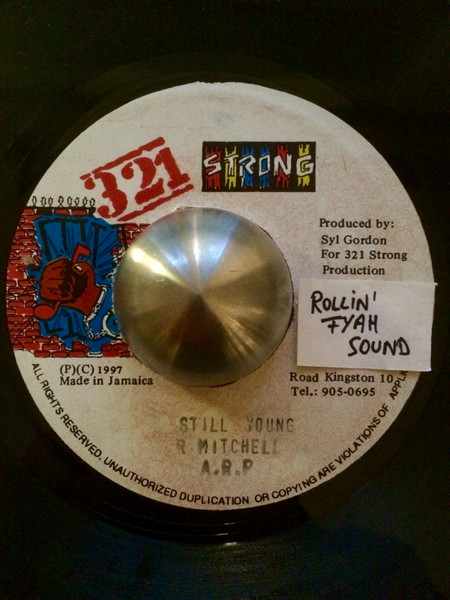 321
STRONG
Produced by:
Syl Gordon
For 321 Strong
Production
ROLLIN'
FYAH
SOUND
(P)(C) 1997
Made in Jamaica
Road Kingston 10
Tel.: 905-0695
STILL YOUNG
R MITCHELL
A.R.P
ALL RIGHTS RESERVED. UNAUTHORIZED DUPLICATION OR COPYING ARE VIOLATIONS OF